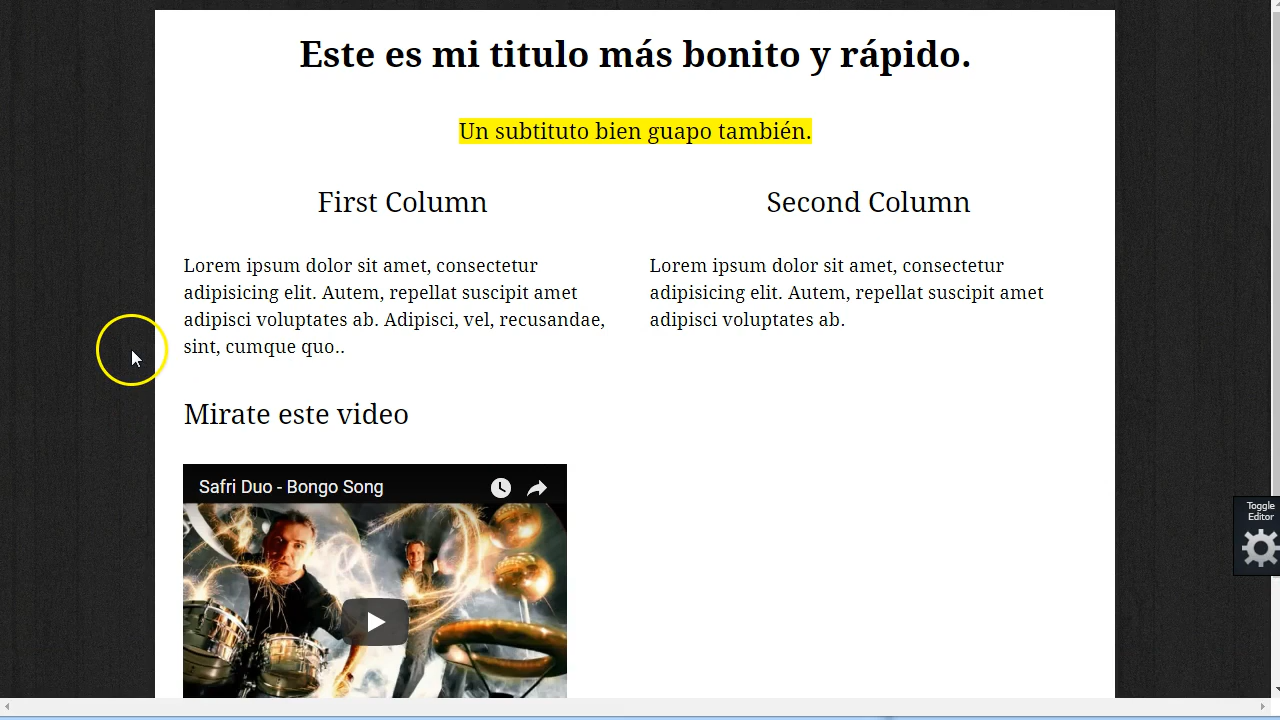 Este es mi titulo más bonito y rápido.
Un subtituto bien guapo también.
First Column
Lorem ipsum dolor sit amet, consectetur
adipisicing elit. Autem, repellat suscipit amet
adipisci voluptates ab. Adipisci, vel, recusandae,
sint, cumque quo..
Second Column
Lorem ipsum dolor sit amet, consectetur
adipisicing elit. Autem, repellat suscipit amet
adipisci voluptates ab.
Mirate este video
Safri Duo - Bongo Song
Toggle
Editor